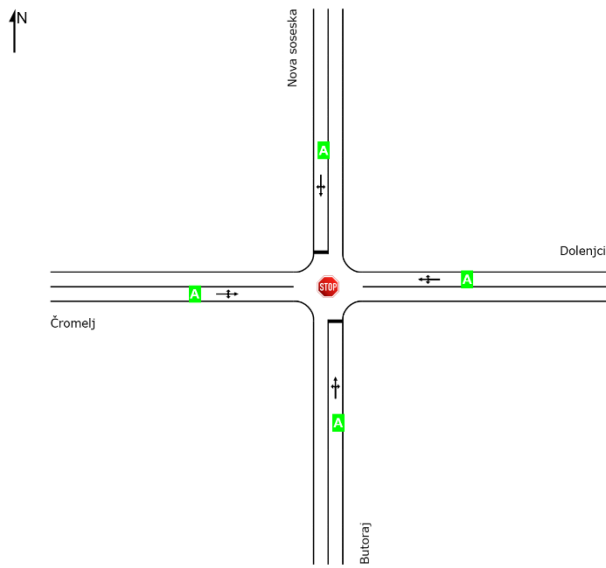 N
Nova soseska
A
Dolenjci
A
A
STOP
Čromelj
A
Butoraj